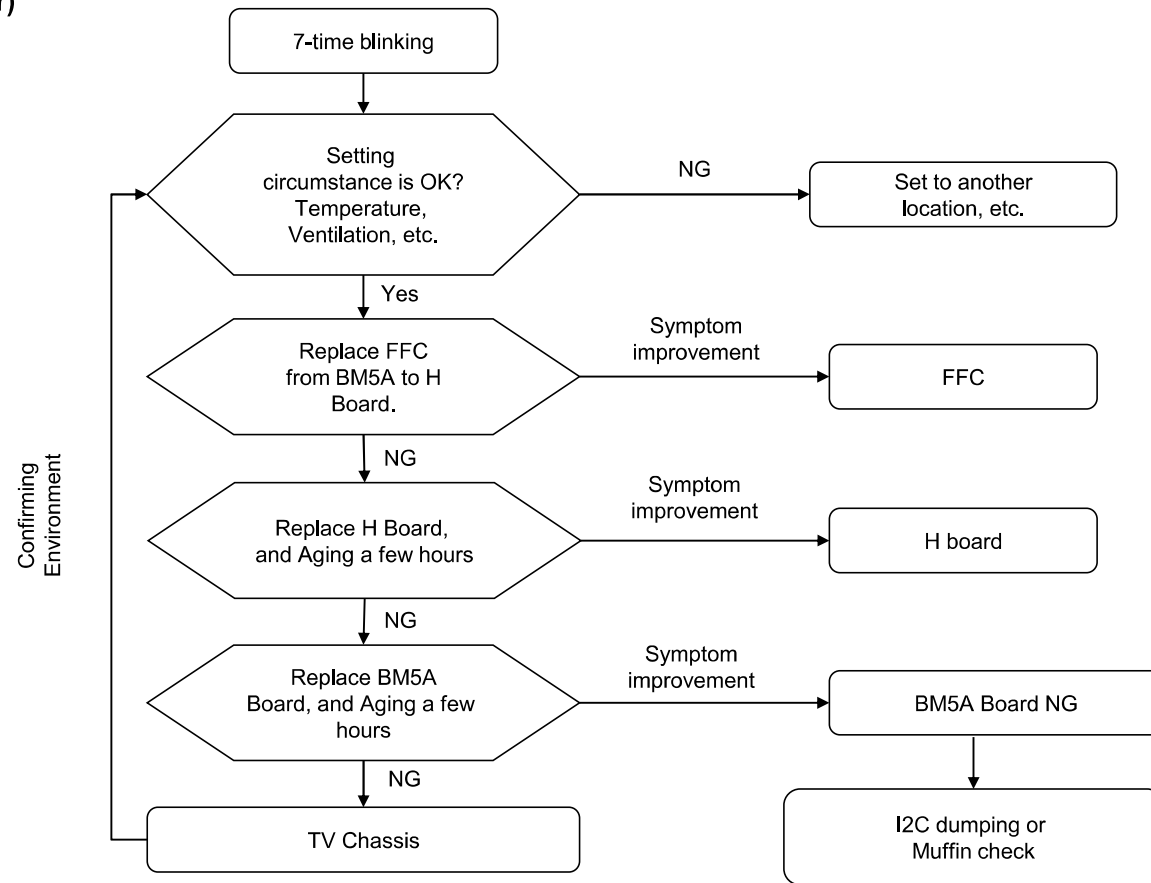 7-time blinking
Setting
circumstance is OK?
Temperature,
Ventilation, etc.
NG
Set to another
location, etc.
Yes
Replace FFC
from BM5A to H
Board.
Symptom
improvement
FFC
NG
Replace H Board,
and Aging a few hours
Symptom
improvement
H board
NG
Replace BM5A
Board, and Aging a few
hours
Symptom
improvement
BM5A Board NG
NG
TV Chassis
I2C dumping or
Muffin check
Confirming
Environment